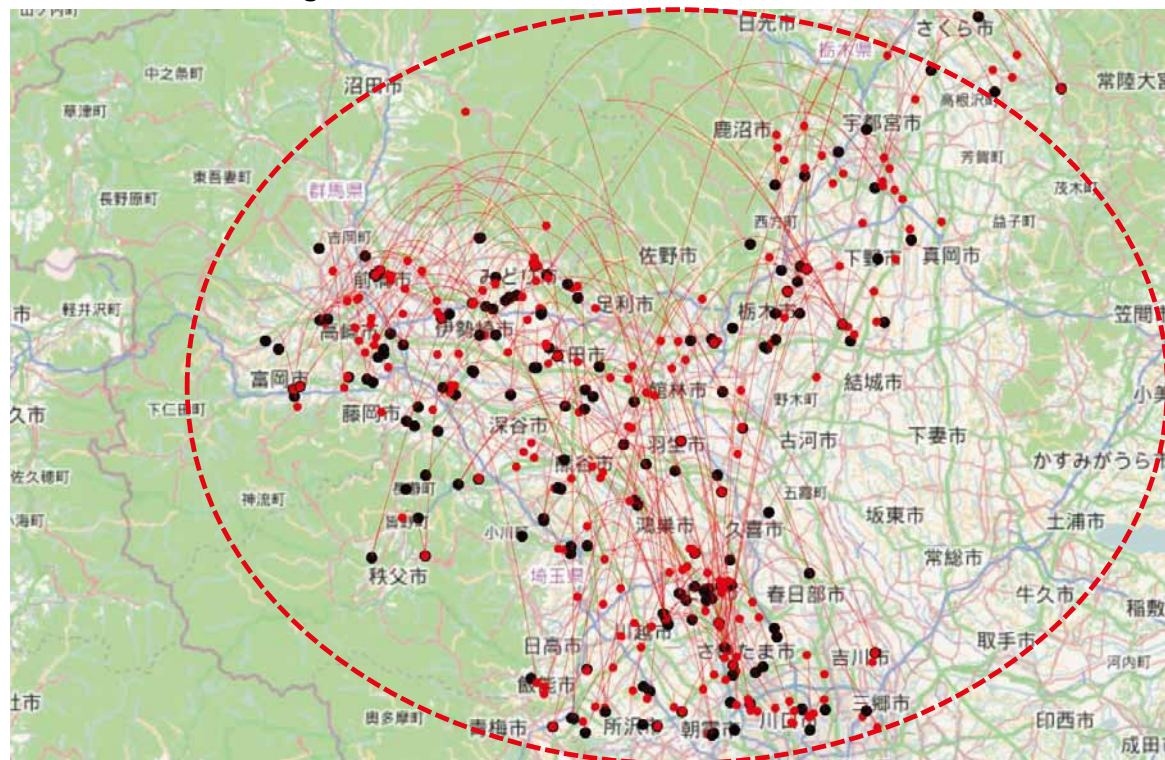 日光市
さくら市
栃木県
中之条町
沼田市
常陸大宮
高根沢町
草津町
鹿沼市
宇都宮市
芳賀町
東吾妻町
茂木町
長野原町
群馬県
西方町
益子町
吉岡町
下野市
真岡市
佐野市
前橋市
みどり市
足利市
市
軽井沢町
栃木市
笠間市
高崎市
伊勢崎市
太田市
富岡市
館林市
結城市
小美
野木町
久市
下仁田町
藤岡市
深谷市
古河市
下妻市
羽生市
熊谷市
かすみがうら市
佐久穂町
長瀞町
五霞町
神流町
坂東市
小海町
皆野町
小川町
鴻巣市
久喜市
土浦市
常総市
秩父市
埼玉県
春日部市
牛久市
稲敷
川越市
日高市
さいたま市
吉川市
取手市
河内町
飯能市
三郷市
奥多摩町
青梅市
所沢市
朝霞市
川口
印西市
成田市